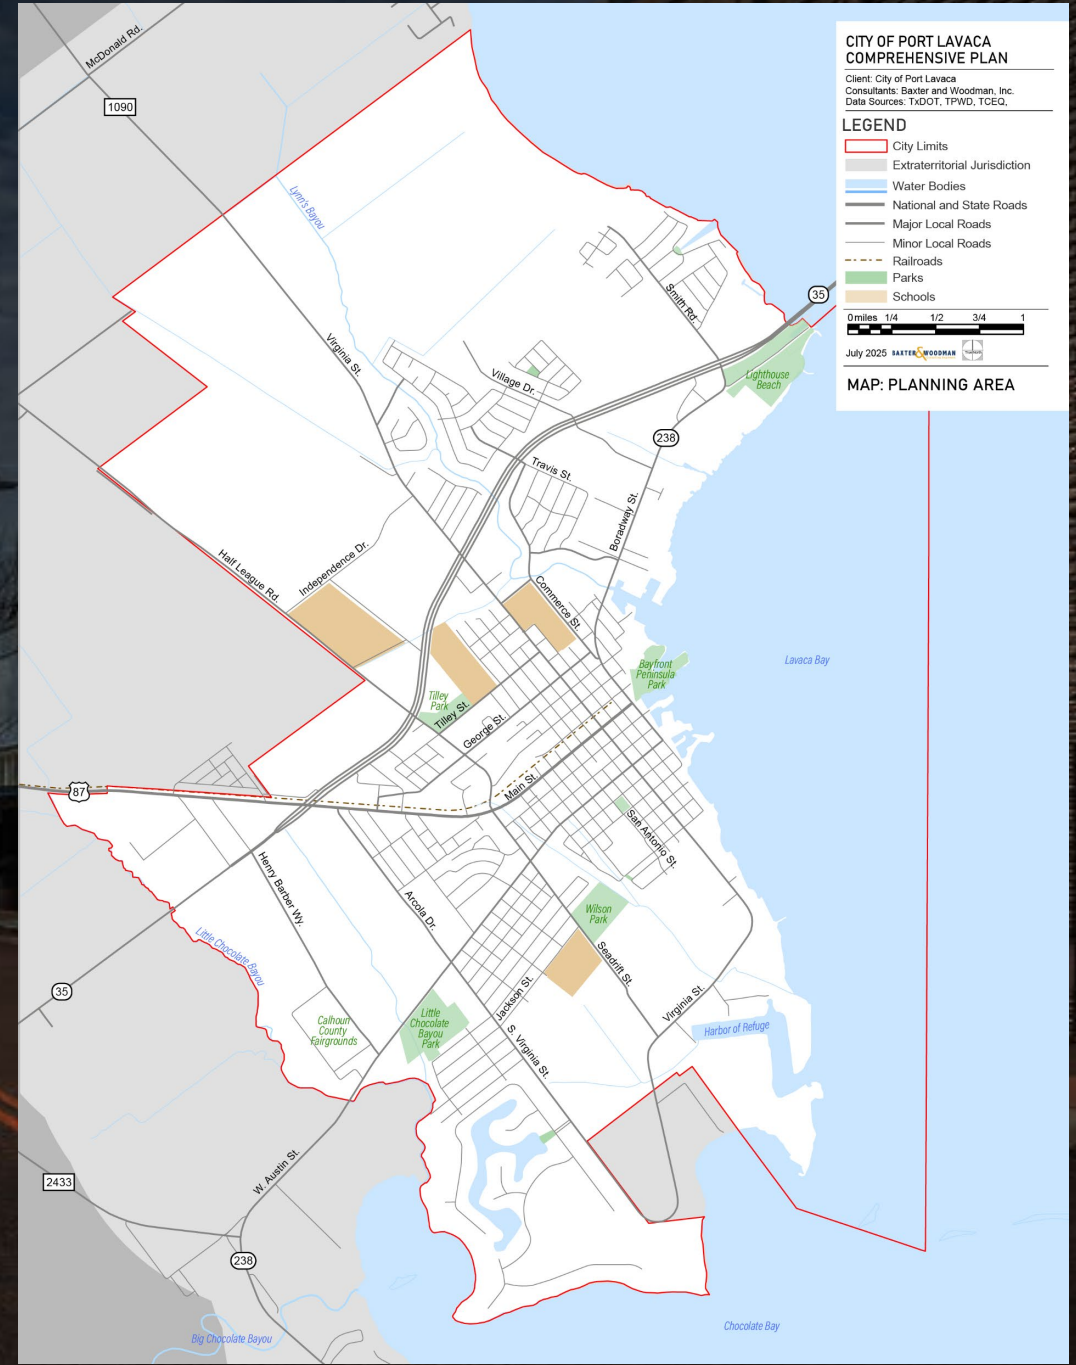 CITY OF PORT LAVACA
COMPREHENSIVE PLAN
Client: City of Port Lavaca
Consultants: Baxter and Woodman, Inc.
Data Sources: TxDOT, TPWD, TCEQ,
LEGEND
City Limits
Extraterritorial Jurisdiction
Water Bodies
National and State Roads
Major Local Roads
Minor Local Roads
Railroads
Parks
Schools
0 miles 1/4 1/2 3/4 1
July 2025 BAXTER & WOODMAN
MAP: PLANNING AREA
McDonald Rd.
1090
Lynn's Bayou
Smith Rd.
35
Virginia St.
Village Dr.
Lighthouse
Beach
238
Travis St.
Boradway St.
Half League Rd.
Independence Dr.
Commerce St.
Lavaca Bay
Bayfront
Peninsula
Park
Tilley
Park
Tilley St.
George St.
87
Main St.
San Antonio St.
Henry Barber Wy.
Arcola Dr.
Wilson
Park
Little Chocolate Bayou
Seadrift St.
35
Jackson St.
Virginia St.
Harbor of Refuge
Calhoun
County
Fairgrounds
Little
Chocolate
Bayou
Park
S. Virginia St.
W. Austin St.
2433
238
Big Chocolate Bayou
Chocolate Bay